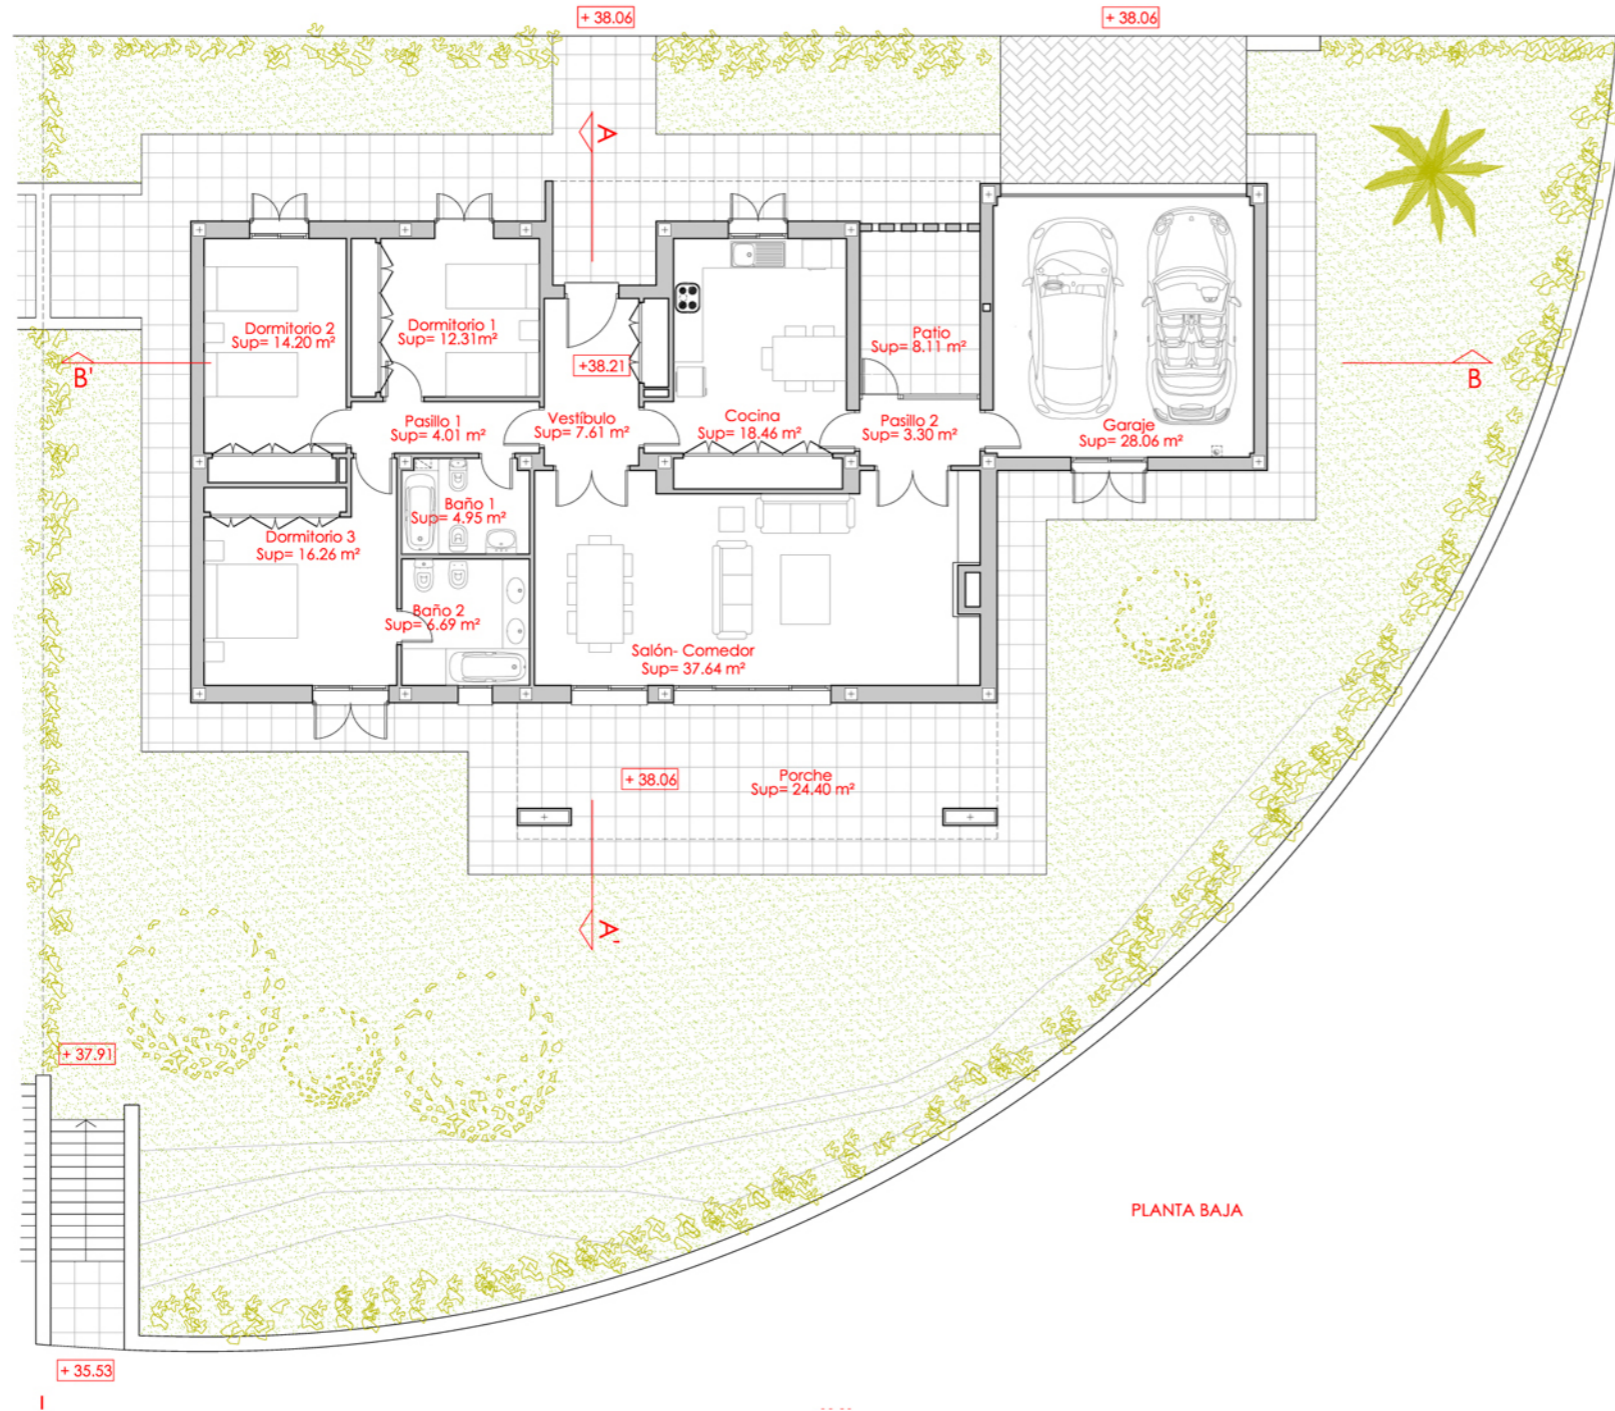 + 38.06
+ 38.06
A
Dormitorio 2
Sup= 14.20 m²
Dormitorio 1
Sup= 12.31 m²
Patio
Sup= 8.11 m²
+38.21
B'
B
Pasillo 1
Sup= 4.01 m²
Vestíbulo
Sup= 7.61 m²
Cocina
Sup= 18.46 m²
Pasillo 2
Sup= 3.30 m²
Garaje
Sup= 28.06 m²
Baño 1
Sup= 4.95 m²
Dormitorio 3
Sup= 16.26 m²
Baño 2
Sup= 6.69 m²
Salón- Comedor
Sup= 37.64 m²
+ 38.06
Porche
Sup= 24.40 m²
A'
+ 37.91
PLANTA BAJA
+ 35.53